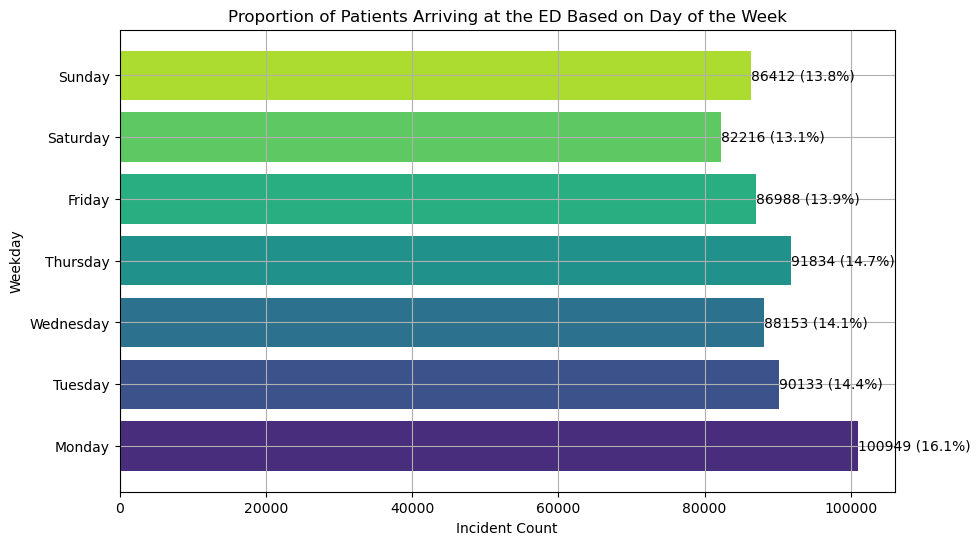 Proportion of Patients Arriving at the ED Based on Day of the Week
Weekday
Sunday 86412 (13.8%)
Saturday 82216 (13.1%)
Friday 86988 (13.9%)
Thursday 91834 (14.7%)
Wednesday 88153 (14.1%)
Tuesday 90133 (14.4%)
Monday 100949 (16.1%)
0 20000 40000 60000 80000 100000
Incident Count